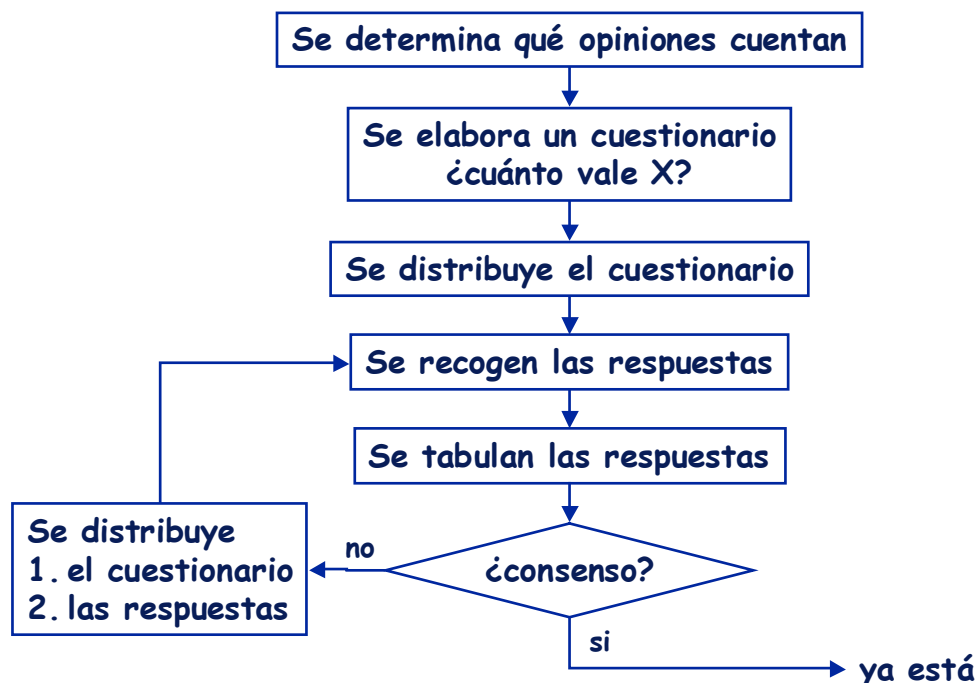 Se determina qué opiniones cuentan
Se elabora un cuestionario
¿cuánto vale X?
Se distribuye el cuestionario
Se recogen las respuestas
Se tabulan las respuestas
Se distribuye
1. el cuestionario
2. las respuestas
no
¿consenso?
si
ya está